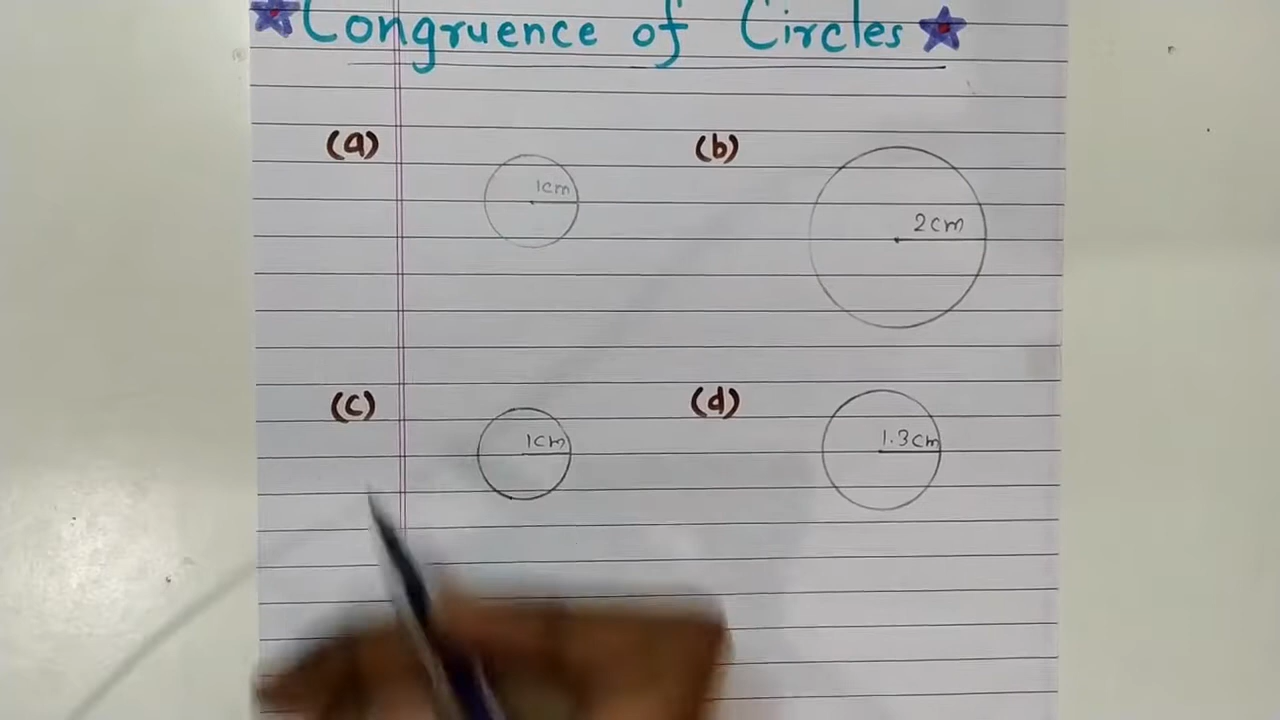 Congruence of Circles
(a) 1cm
(b) 2cm
(c) 1cm
(d) 1.3cm